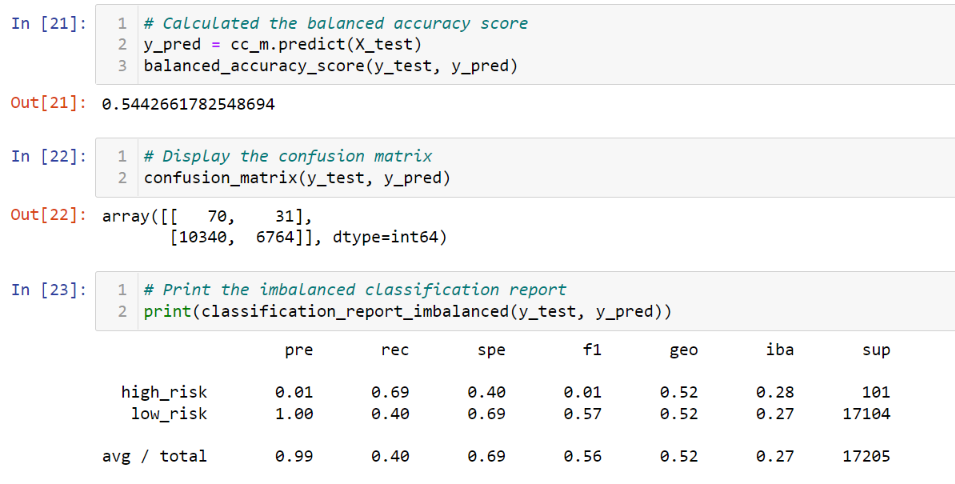 In [21]: 1 # Calculated the balanced accuracy score
2 y_pred = cc_m.predict(X_test)
3 balanced_accuracy_score(y_test, y_pred)
Out[21]: 0.5442661782548694
In [22]: 1 # Display the confusion matrix
2 confusion_matrix(y_test, y_pred)
Out[22]: array([[   70,    31],
       [10340,  6764]], dtype=int64)
In [23]: 1 # Print the imbalanced classification report
2 print(classification_report_imbalanced(y_test, y_pred))
pre rec spe f1 geo iba sup
high_risk 0.01 0.69 0.40 0.01 0.52 0.28 101
low_risk 1.00 0.40 0.69 0.57 0.52 0.27 17104
avg / total 0.99 0.40 0.69 0.56 0.52 0.27 17205